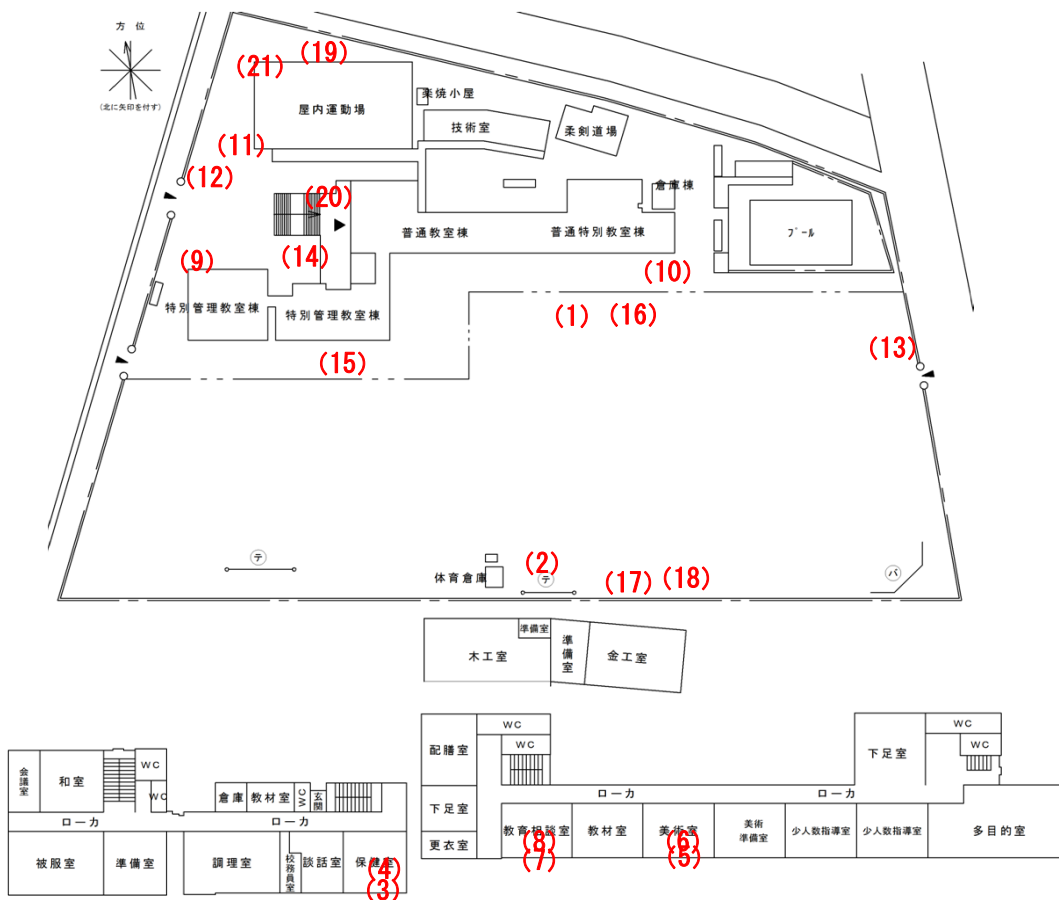 方位
(北に矢印を付す)
(19)
(21)
屋内運動場
楽焼小屋
技術室
柔剣道場
(11)
(12)
(20)
倉庫棟
プール
普通教室棟
普通特別教室棟
(14)
(9)
(10)
特別管理教室棟
特別管理教室棟
(1)
(16)
(13)
(15)
テ
体育倉庫
(2)
テ
(17)
(18)
バ
準備室
木工室
準備室
金工室
会議室
和室
WC
WC
倉庫
教材室
WC
玄関
ローカ
ローカ
被服室
準備室
調理室
校務員室
談話室
保健室
(4)
(3)
配膳室
WC
WC
下足室
WC
WC
ローカ
ローカ
下足室
更衣室
教育相談室
(8)
(7)
教材室
美術室
(6)
(5)
美術準備室
少人数指導室
少人数指導室
多目的室